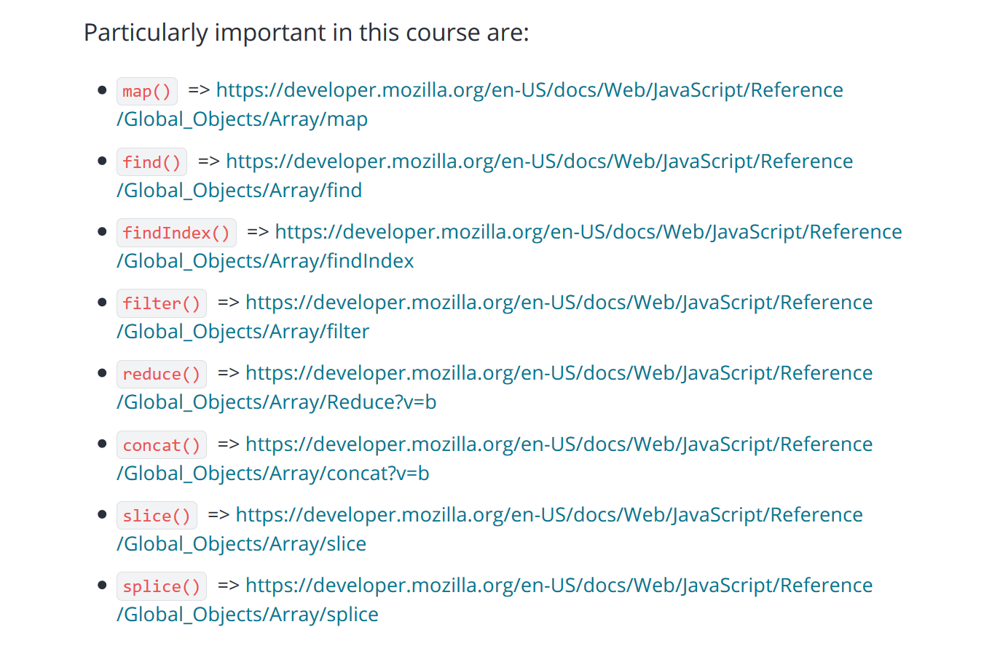 Particularly important in this course are:
map() => https://developer.mozilla.org/en-US/docs/Web/JavaScript/Reference
/Global_Objects/Array/map
find() => https://developer.mozilla.org/en-US/docs/Web/JavaScript/Reference
/Global_Objects/Array/find
findIndex() => https://developer.mozilla.org/en-US/docs/Web/JavaScript/Reference
/Global_Objects/Array/findIndex
filter() => https://developer.mozilla.org/en-US/docs/Web/JavaScript/Reference
/Global_Objects/Array/filter
reduce() => https://developer.mozilla.org/en-US/docs/Web/JavaScript/Reference
/Global_Objects/Array/Reduce?v=b
concat() => https://developer.mozilla.org/en-US/docs/Web/JavaScript/Reference
/Global_Objects/Array/concat?v=b
slice() => https://developer.mozilla.org/en-US/docs/Web/JavaScript/Reference
/Global_Objects/Array/slice
splice() => https://developer.mozilla.org/en-US/docs/Web/JavaScript/Reference
/Global_Objects/Array/splice